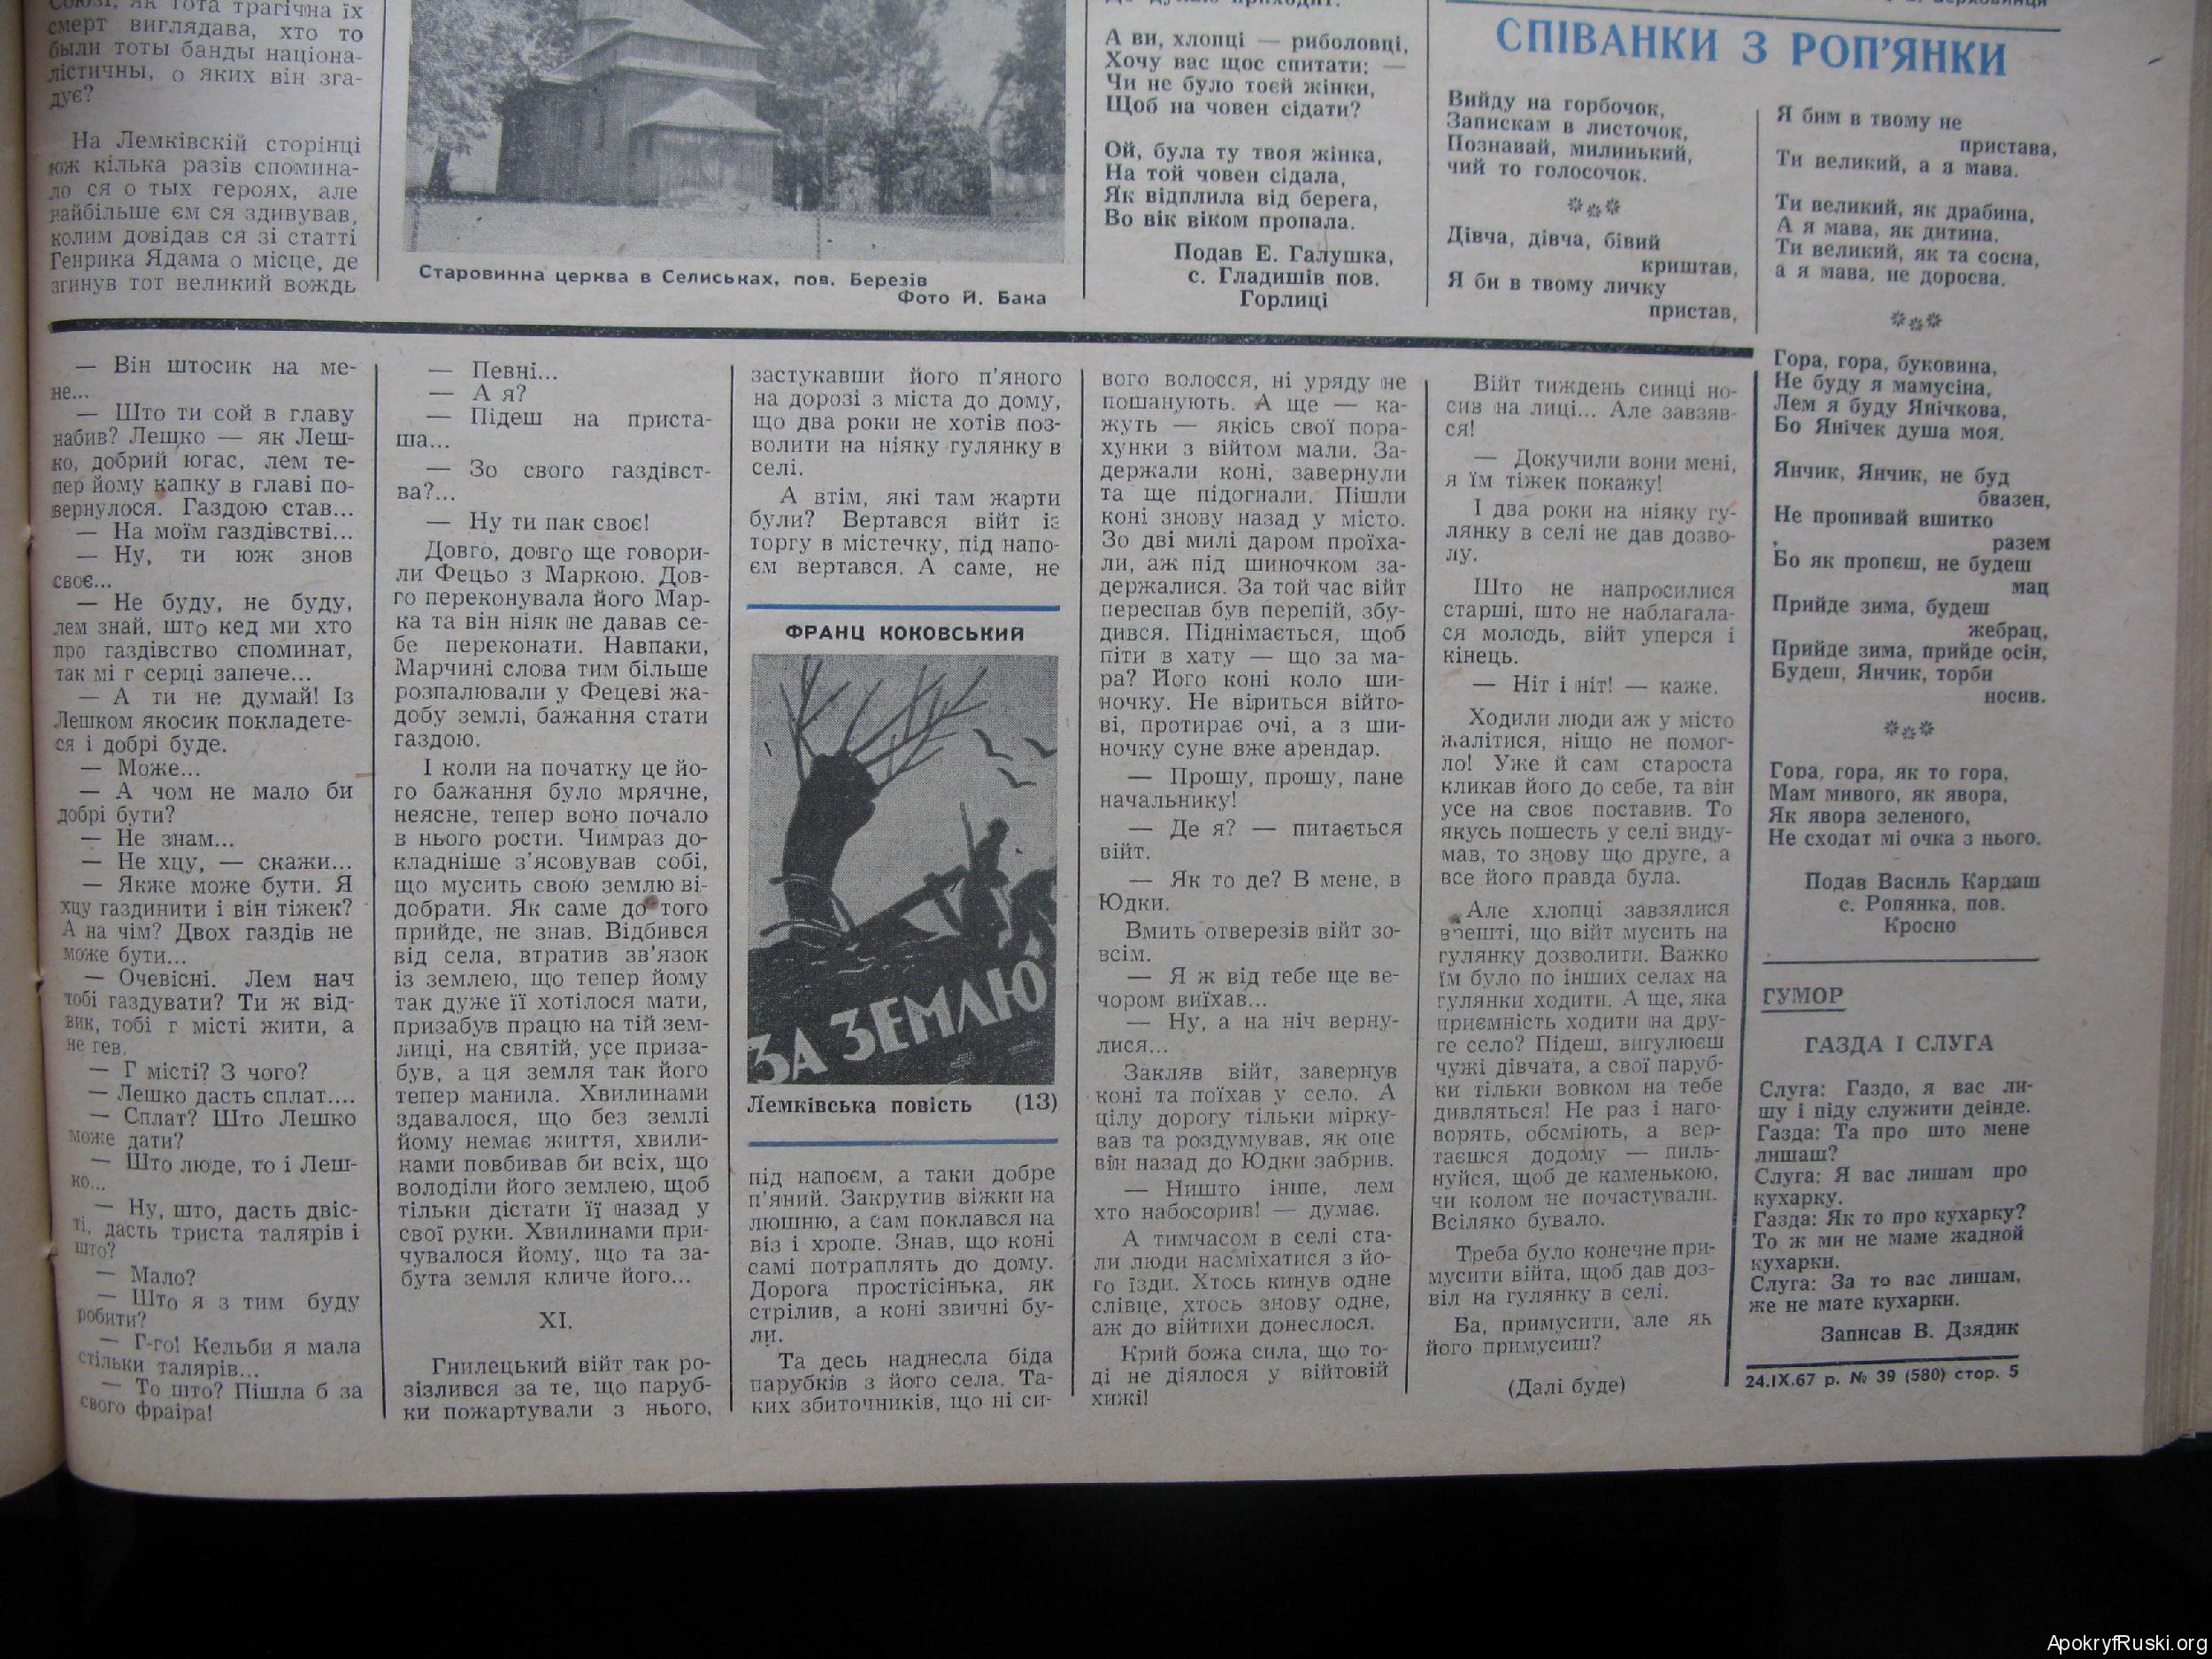 Союзі, як тота трагічна їх
смерт виглядава, хто то
были тоты банды націона-
лістичны, о яких він зга-
дує?
На Лемківскій сторінці
юж кілька разів спомина-
ло ся о тых героях, але
найбільше єм ся здивував,
колим довідав ся зі статті
Генрика Ядама о місце, де
згинув тот великий вождь
Старовинна церква в Селиськах, пов. Березів
Фото Й. Бака
А ви, хлопці — риболовці,
Хочу вас щос спитати: —
Чи не було тоєй жінки,
Щоб на човен сідати?
Ой, була ту твоя жінка,
На той човен сідала,
Як відплила від берега,
Во вік віком пропала.
Подав Е. Галушка,
с. Гладишів пов.
Горлиці
СПІВАНКИ З РОП'ЯНКИ
Вийду на горбочок,
Запискам в листочок,
Познавай, милинький,
чий то голосочок.
Дівча, дівча, бівий
криштав,
Я би в твому личку
пристав,
Я бим в твому не
пристава,
Ти великий, а я мава.
Ти великий, як драбина,
А я мава, як дитина.
Ти великий, як та сосна,
а я мава, не доросва.
Гора, гора, буковина,
Не буду я мамусіна,
Лем я буду Янічкова,
Бо Янічек душа моя.
Янчик, Янчик, не буд
бвазен,
Не пропивай вшитко
разем
Бо як пропєш, не будеш
мац
Прийде зима, будеш
жебрац,
Прийде зима, прийде осін,
Будеш, Янчик, торби
носив.
Гора, гора, як то гора,
Мам мивого, як явора,
Як явора зеленого,
Не сходат мі очка з нього.
Подав Василь Кардаш
с. Ропянка, пов.
Кросно
ГУМОР
ГАЗДА І СЛУГА
Слуга: Газдо, я вас ли-
шу і піду служити деінде.
Газда: Та про што мене
лишаш?
Слуга: Я вас лишам про
кухарку.
Газда: Як то про кухарку?
То ж ми не маме жадной
кухарки.
Слуга: За то вас лишам,
же не мате кухарки.
Записав В. Дзядик
24.IX.67 р. № 39 (580) стор. 5
— Він штосик на ме-
не...
— Што ти сой в главу
набив? Лешко — як Леш-
ко, добрий югас, лем те-
пер йому капку в главі по-
вернулося. Газдою став...
— На моїм газдівстві...
— Ну, ти юж знов
своє...
— Не буду, не буду,
лем знай, што кед ми хто
про газдівство споминат,
так мі г серці запече...
— А ти не думай! Із
Лешком якосик покладете-
ся і добрі буде.
— Може...
— А чом не мало би
добрі бути?
— Не знам...
— Не хцу, — скажи...
— Якже може бути. Я
хцу газдинити і він тіжек?
А на чім? Двох газдів не
може бути...
— Очевісні. Лем нач
тобі газдувати? Ти ж від-
вик, тобі г місті жити, а
не гев.
— Г місті? З чого?
— Лешко дасть сплат....
— Сплат? Што Лешко
може дати?
— Што люде, то і Леш-
ко...
— Ну, што, дасть двіс-
ті, дасть триста талярів і
што?
— Мало?
— Што я з тим буду
робити?
— Г-го! Кельби я мала
стільки талярів...
— То што? Пішла б за
свого фраіра!
— Певні...
— А я?
— Підеш на приста-
ша...
— Зо свого газдівст-
ва?...
— Ну ти пак своє!
Довго, довго ще говори-
ли Фецьо з Маркою. Дов-
го переконувала його Мар-
ка та він ніяк не давав се-
бе переконати. Навпаки,
Марчині слова тим більше
розпалювали у Фецеві жа-
добу землі, бажання стати
газдою.
І коли на початку це йо-
го бажання було мрячне,
неясне, тепер воно почало
в нього рости. Чимраз до-
кладніше з'ясовував собі,
що мусить свою землю ві-
добрати. Як саме до того
прийде, не знав. Відбився
від села, втратив зв'язок
із землею, що тепер йому
так дуже її хотілося мати,
призабув працю на тій зем-
лиці, на святій, усе приза-
був, а ця земля так його
тепер манила. Хвилинами
здавалося, що без землі
йому немає життя, хвили-
нами повбивав би всіх, що
володіли його землею, щоб
тільки дістати її назад у
свої руки. Хвилинами при-
чувалося йому, що та за-
бута земля кличе його...
XI.
Гнилецький війт так ро-
зізлився за те, що паруб-
ки пожартували з нього,
застукавши його п'яного
на дорозі з міста до дому,
що два роки не хотів поз-
волити на ніяку гулянку в
селі.
А втім, які там жарти
були? Вертався війт із
торгу в містечку, під напо-
єм вертався. А саме, не
ФРАНЦ КОКОВСЬКИЙ
ЗА ЗЕМЛЮ
Лемківська повість (13)
під напоєм, а таки добре
п'яний. Закрутив віжки на
люшню, а сам поклався на
віз і хропе. Знав, що коні
самі потраплять до дому.
Дорога простісінька, як
стрілив, а коні звичні бу-
ли.
Та десь наднесла біда
парубків з його села. Та-
ких збиточників, що ні си-
вого волосся, ні уряду не
пошанують. А ще — ка-
жуть — якісь свої пора-
хунки з війтом мали. За-
держали коні, завернули
та ще підогнали. Пішли
коні знову назад у місто.
Зо дві милі даром проїха-
ли, аж під шиночком за-
держалися. За той час війт
переспав був перепій, збу-
дився. Піднімається, щоб
піти в хату — що за ма-
ра? Його коні коло ши-
ночку. Не віриться війто-
ві, протирає очі, а з ши-
ночку суне вже арендар.
— Прошу, прошу, пане
начальнику!
— Де я? — питається
війт.
— Як то де? В мене, в
Юдки.
Вмить отверезів війт зо-
всім.
— Я ж від тебе ще ве-
чором виїхав...
— Ну, а на ніч верну-
лися...
Закляв війт, завернув
коні та поїхав у село. А
цілу дорогу тільки мірку-
вав та роздумував, як оце
він назад до Юдки забрив.
— Ништо інше, лем
хто набосорив! — думає.
А тимчасом в селі ста-
ли люди насміхатися з йо-
го їзди. Хтось кинув одне
слівце, хтось знову одне,
аж до війтихи донеслося.
Крий божа сила, що то-
ді не діялося у війтовій
хижі!
Війт тиждень синці но-
сив на лиці... Але завзяв-
ся!
— Докучили вони мені,
я їм тіжек покажу!
І два роки на ніяку гу-
лянку в селі не дав дозво-
лу.
Што не напросилися
старші, што не наблагала-
ся молодь, війт уперся і
кінець.
— Ніт і ніт! — каже.
Ходили люди аж у місто
жалітися, ніщо не помог-
ло! Уже й сам староста
кликав його до себе, та він
усе на своє поставив. То
якусь пошесть у селі виду-
мав, то знову що друге, а
все його правда була.
Але хлопці завзялися
врешті, що війт мусить на
гулянку дозволити. Важко
їм було по інших селах на
гулянки ходити. А ще, яка
приємність ходити на дру-
ге село? Підеш, вигулюєш
чужі дівчата, а свої паруб-
ки тільки вовком на тебе
дивляться! Не раз і наго-
ворять, обсміють, а вер-
таєшся додому — пиль-
нуйся, щоб де каменькою,
чи колом не почастували.
Всіляко бувало.
Треба було конечне при-
мусити війта, щоб дав доз-
віл на гулянку в селі.
Ба, примусити, але як
його примусиш?
(Далі буде)
ApokryfRuski.org